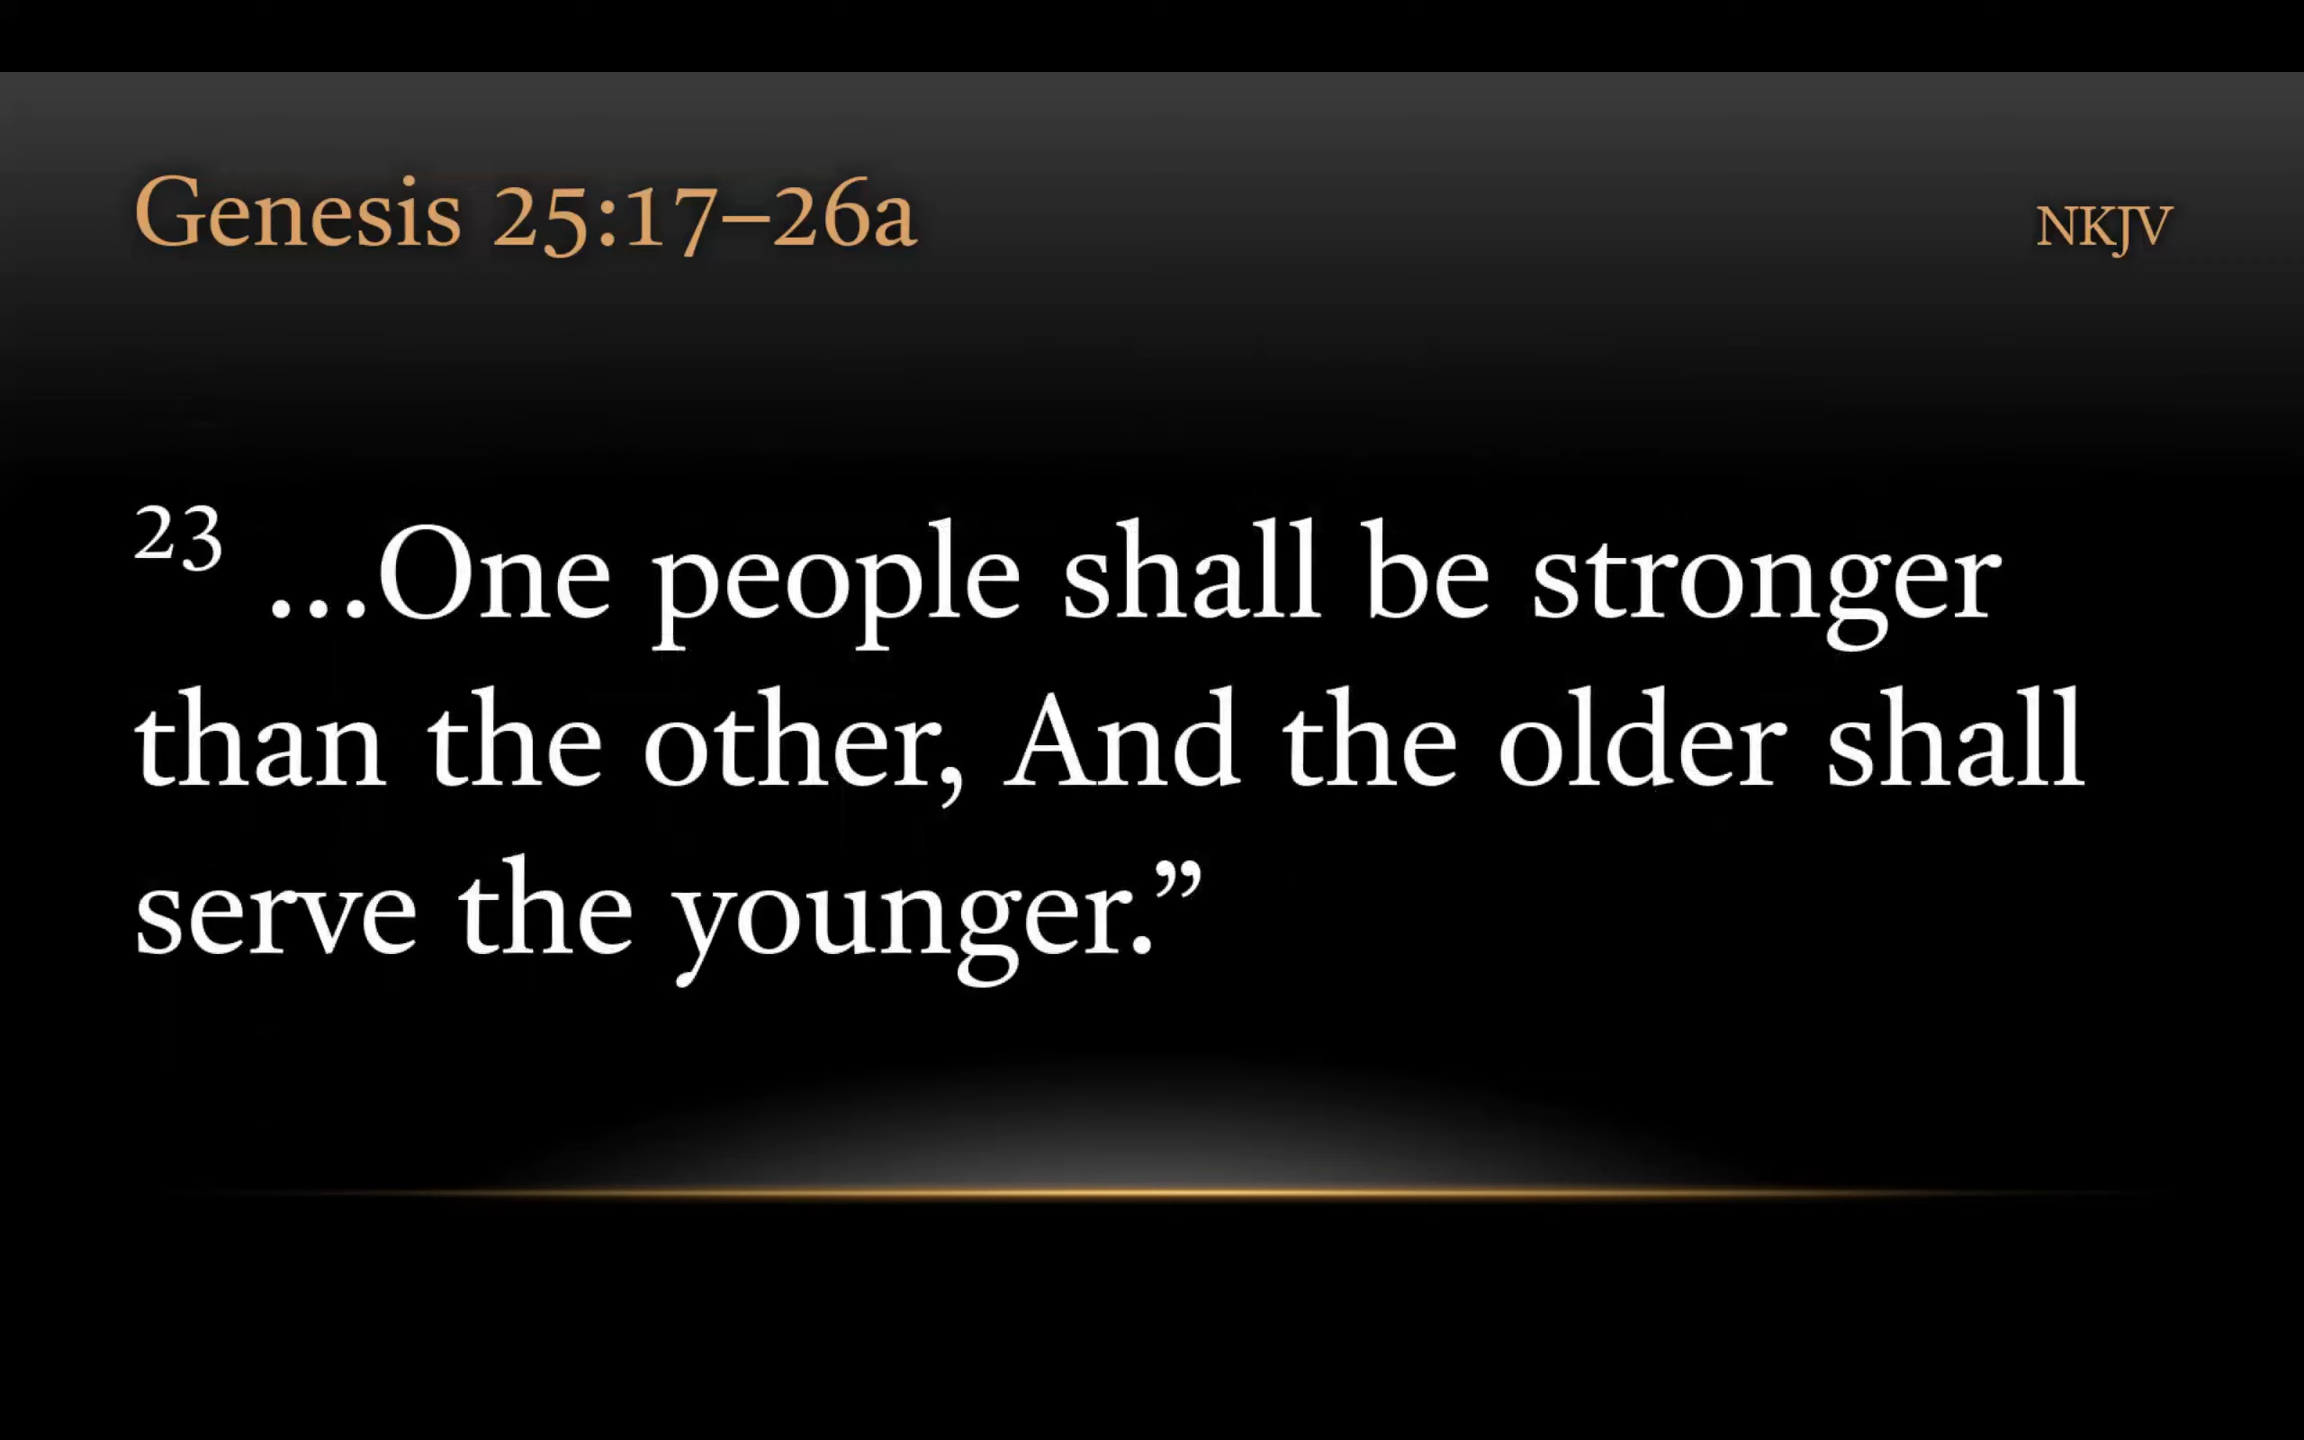 Genesis 25:17–26a
NKJV
23 …One people shall be stronger
than the other, And the older shall
serve the younger.”